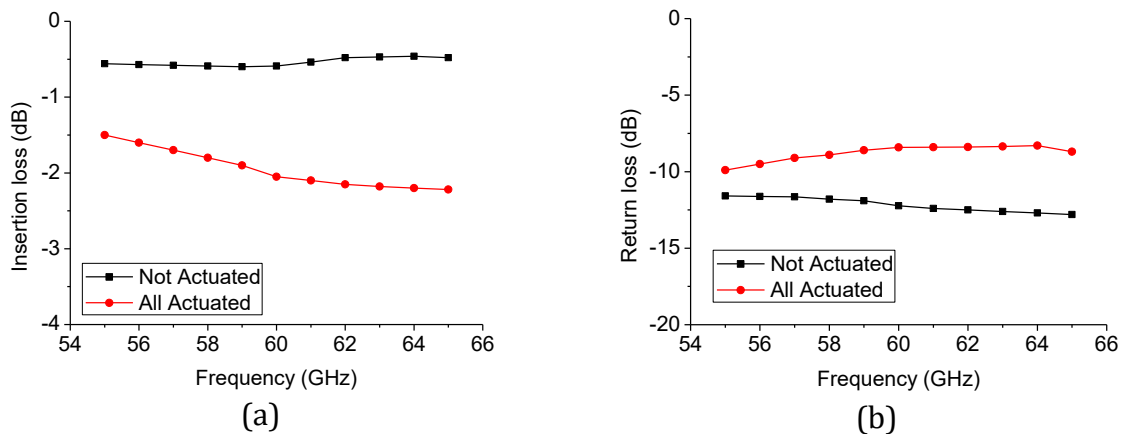 0
-1
-2
-3
-4
Insertion loss (dB)
Not Actuated
All Actuated
54 56 58 60 62 64 66
Frequency (GHz)
(a)
0
-5
-10
-15
-20
Return loss (dB)
Not Actuated
All Actuated
54 56 58 60 62 64 66
Frequency (GHz)
(b)